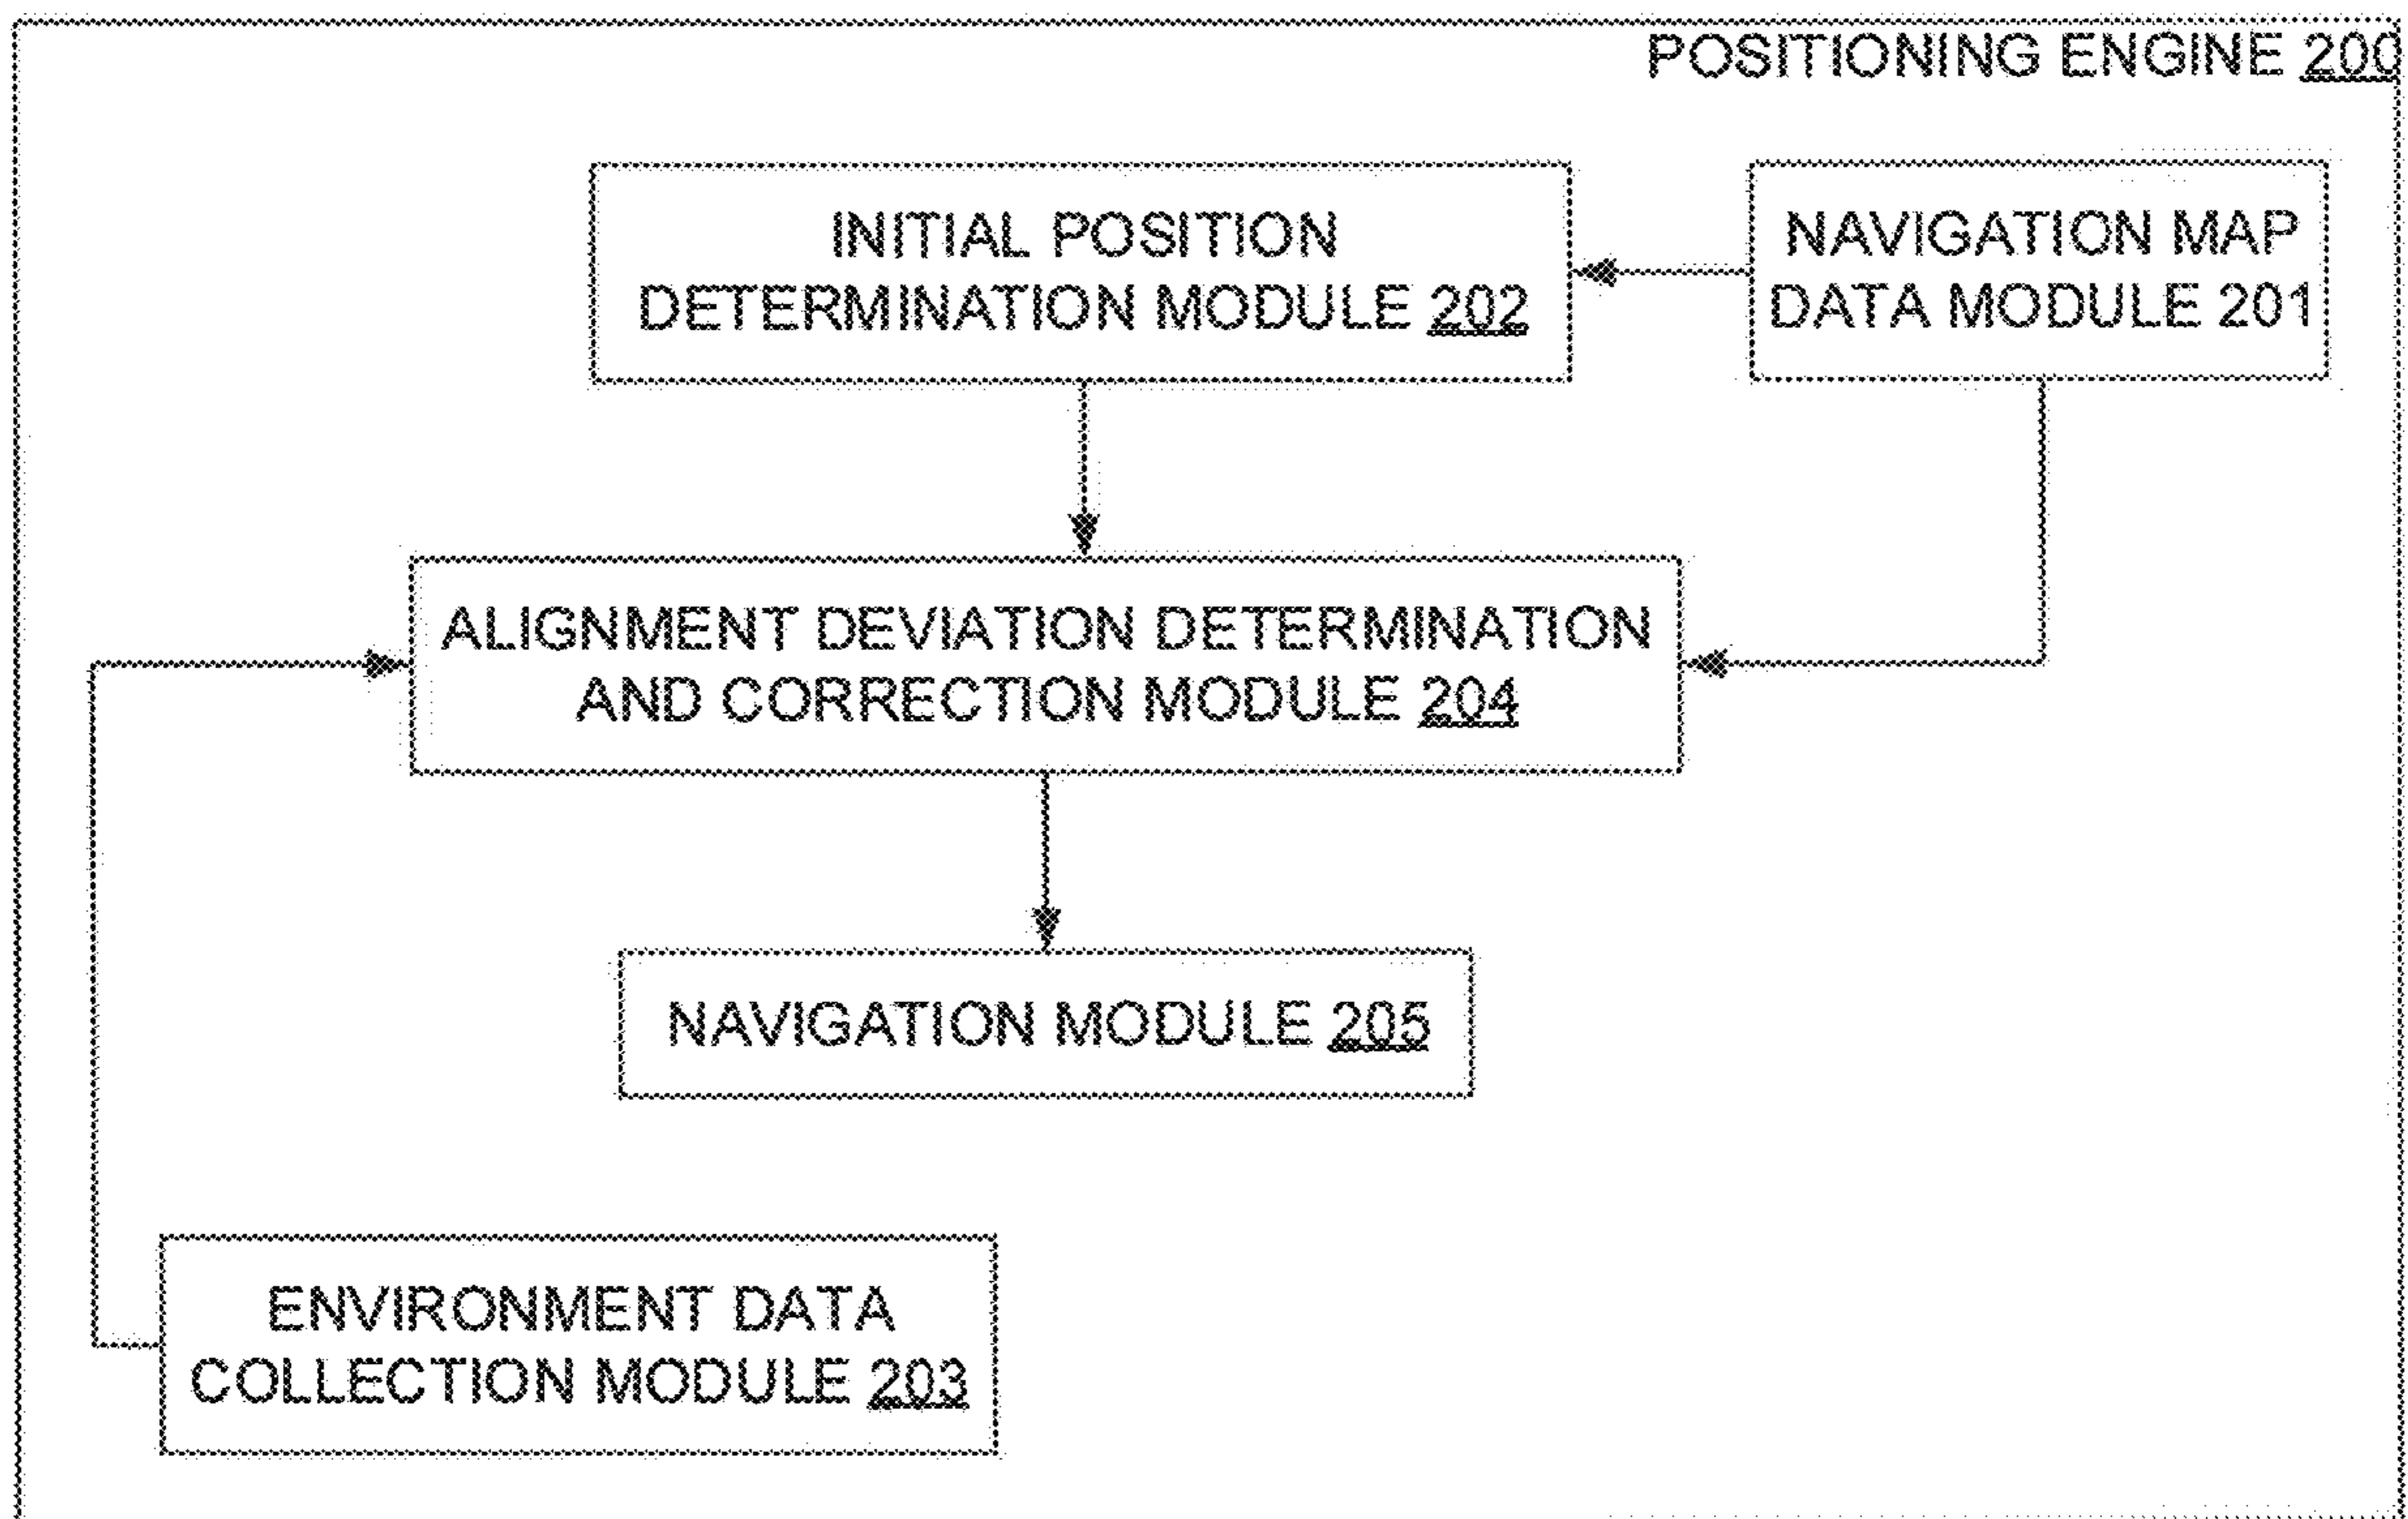 POSITIONING ENGINE 200
INITIAL POSITION
DETERMINATION MODULE 202
NAVIGATION MAP
DATA MODULE 201
ALIGNMENT DEVIATION DETERMINATION
AND CORRECTION MODULE 204
NAVIGATION MODULE 205
ENVIRONMENT DATA
COLLECTION MODULE 203